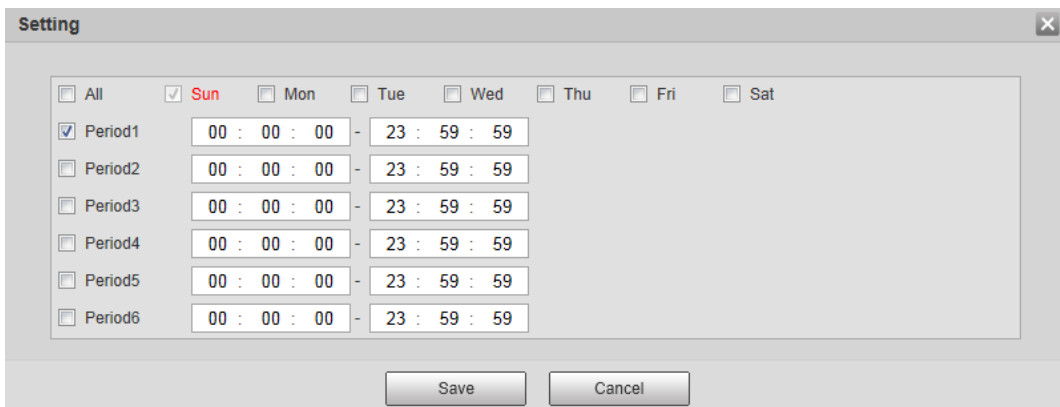 Setting
All Sun Mon Tue Wed Thu Fri Sat
Period1 00 : 00 : 00 - 23 : 59 : 59
Period2 00 : 00 : 00 - 23 : 59 : 59
Period3 00 : 00 : 00 - 23 : 59 : 59
Period4 00 : 00 : 00 - 23 : 59 : 59
Period5 00 : 00 : 00 - 23 : 59 : 59
Period6 00 : 00 : 00 - 23 : 59 : 59
Save Cancel